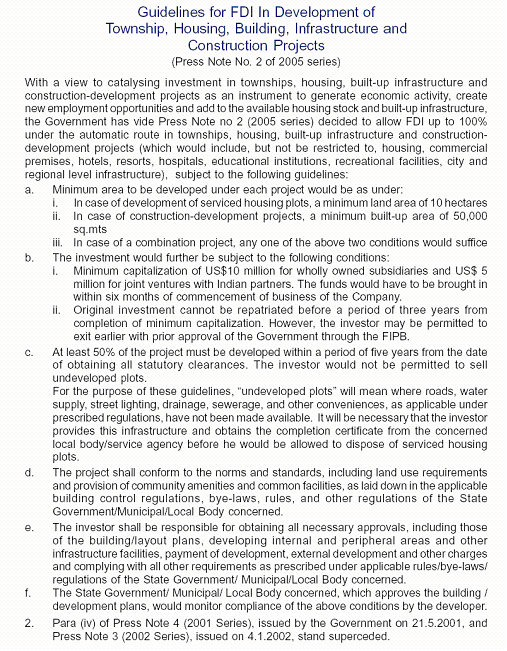 Guidelines for FDI In Development of
Township, Housing, Building, Infrastructure and
Construction Projects
(Press Note No. 2 of 2005 series)
With a view to catalysing investment in townships, housing, built-up infrastructure and
construction-development projects as an instrument to generate economic activity, create
new employment opportunities and add to the available housing stock and built-up infrastructure,
the Government has vide Press Note no 2 (2005 series) decided to allow FDI up to 100%
under the automatic route in townships, housing, built-up infrastructure and construction-
development projects (which would include, but not be restricted to, housing, commercial
premises, hotels, resorts, hospitals, educational institutions, recreational facilities, city and
regional level infrastructure), subject to the following guidelines:
a. Minimum area to be developed under each project would be as under:
i. In case of development of serviced housing plots, a minimum land area of 10 hectares
ii. In case of construction-development projects, a minimum built-up area of 50,000
sq.mts
iii. In case of a combination project, any one of the above two conditions would suffice
b. The investment would further be subject to the following conditions:
i. Minimum capitalization of US$10 million for wholly owned subsidiaries and US$ 5
million for joint ventures with Indian partners. The funds would have to be brought in
within six months of commencement of business of the Company.
ii. Original investment cannot be repatriated before a period of three years from
completion of minimum capitalization. However, the investor may be permitted to
exit earlier with prior approval of the Government through the FIPB.
c. At least 50% of the project must be developed within a period of five years from the date
of obtaining all statutory clearances. The investor would not be permitted to sell
undeveloped plots.
For the purpose of these guidelines, "undeveloped plots" will mean where roads, water
supply, street lighting, drainage, sewerage, and other conveniences, as applicable under
prescribed regulations, have not been made available. It will be necessary that the investor
provides this infrastructure and obtains the completion certificate from the concerned
local body/service agency before he would be allowed to dispose of serviced housing
plots.
d. The project shall conform to the norms and standards, including land use requirements
and provision of community amenities and common facilities, as laid down in the applicable
building control regulations, bye-laws, rules, and other regulations of the State
Government/Municipal/Local Body concerned.
e. The investor shall be responsible for obtaining all necessary approvals, including those
of the building/layout plans, developing internal and peripheral areas and other
infrastructure facilities, payment of development, external development and other charges
and complying with all other requirements as prescribed under applicable rules/bye-laws/
regulations of the State Government/ Municipal/Local Body concerned.
f. The State Government/ Municipal/ Local Body concerned, which approves the building /
development plans, would monitor compliance of the above conditions by the developer.
2. Para (iv) of Press Note 4 (2001 Series), issued by the Government on 21.5.2001, and
Press Note 3 (2002 Series), issued on 4.1.2002, stand superceded.